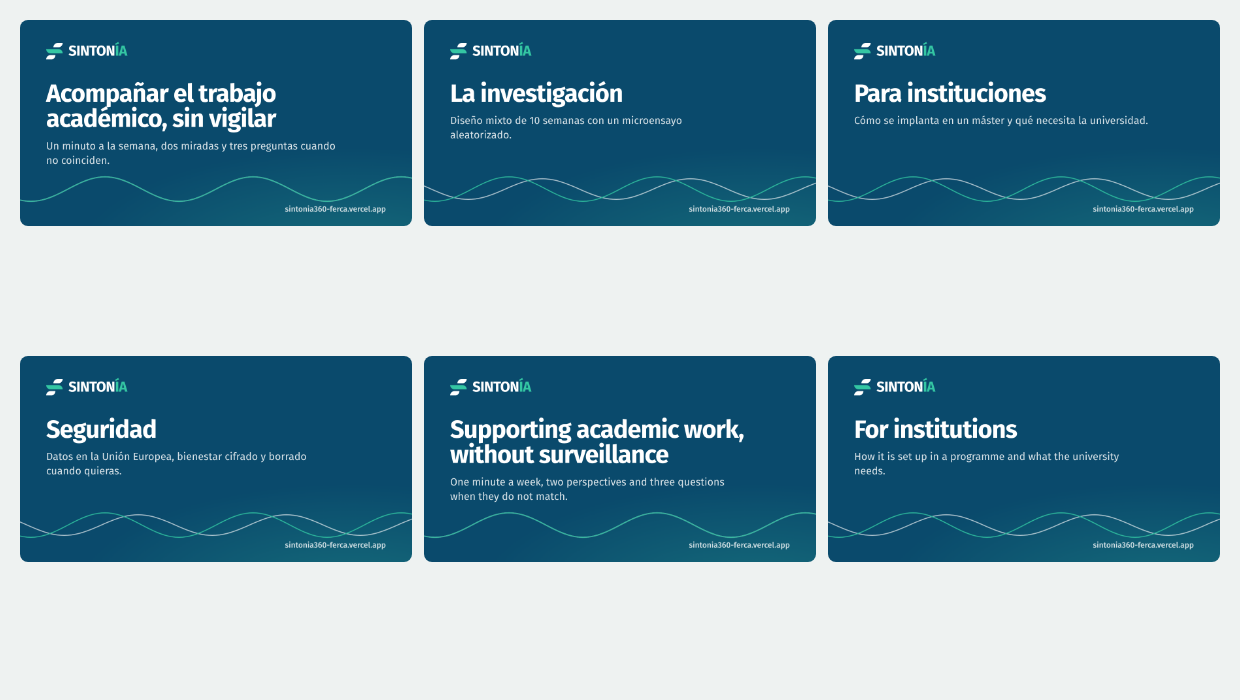 SINTONÍA
Acompañar el trabajo
académico, sin vigilar
Un minuto a la semana, dos miradas y tres preguntas cuando
no coinciden.
sintonia360-ferca.vercel.app
SINTONÍA
La investigación
Diseño mixto de 10 semanas con un microensayo
aleatorizado.
sintonia360-ferca.vercel.app
SINTONÍA
Para instituciones
Cómo se implanta en un máster y qué necesita la universidad.
sintonia360-ferca.vercel.app
SINTONÍA
Seguridad
Datos en la Unión Europea, bienestar cifrado y borrado
cuando quieras.
sintonia360-ferca.vercel.app
SINTONÍA
Supporting academic work,
without surveillance
One minute a week, two perspectives and three questions
when they do not match.
sintonia360-ferca.vercel.app
SINTONÍA
For institutions
How it is set up in a programme and what the university
needs.
sintonia360-ferca.vercel.app